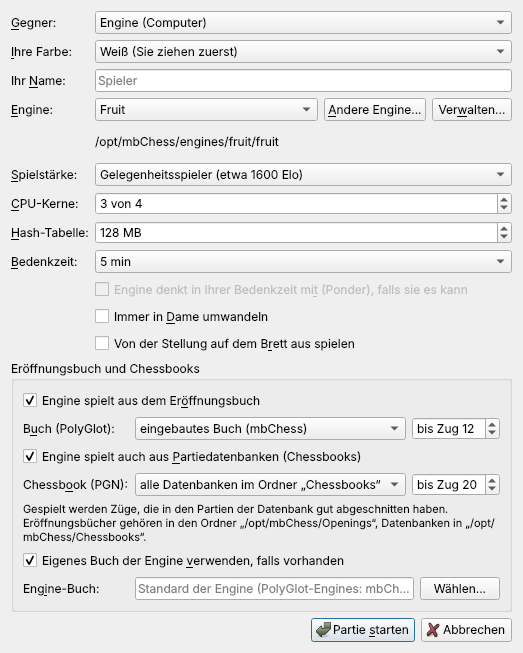 Gegner: Engine (Computer)
Ihre Farbe: Weiß (Sie ziehen zuerst)
Ihr Name: Spieler
Engine: Fruit Andere Engine... Verwalten...
/opt/mbChess/engines/fruit/fruit
Spielstärke: Gelegenheitsspieler (etwa 1600 Elo)
CPU-Kerne: 3 von 4
Hash-Tabelle: 128 MB
Bedenkzeit: 5 min
Engine denkt in Ihrer Bedenkzeit mit (Ponder), falls sie es kann
Immer in Dame umwandeln
Von der Stellung auf dem Brett aus spielen
Eröffnungsbuch und Chessbooks
Engine spielt aus dem Eröffnungsbuch
Buch (PolyGlot): eingebautes Buch (mbChess) bis Zug 12
Engine spielt auch aus Partiedatenbanken (Chessbooks)
Chessbook (PGN): alle Datenbanken im Ordner „Chessbooks“ bis Zug 20
Gespielt werden Züge, die in den Partien der Datenbank gut abgeschnitten haben.
Eröffnungsbücher gehören in den Ordner „/opt/mbChess/Openings“, Datenbanken in „/opt/
mbChess/Chessbooks“.
Eigenes Buch der Engine verwenden, falls vorhanden
Engine-Buch: Standard der Engine (PolyGlot-Engines: mbCh... Wählen...
Partie starten Abbrechen